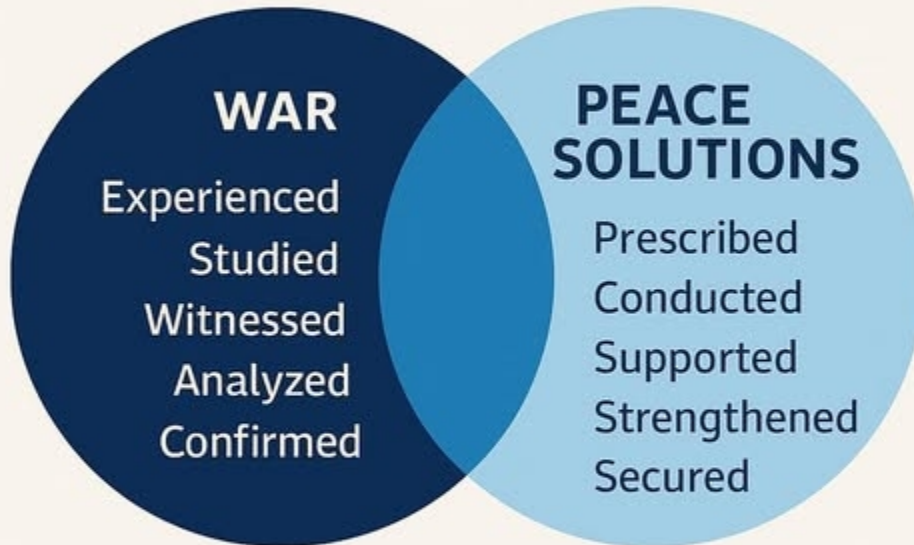 WAR
Experienced
Studied
Witnessed
Analyzed
Confirmed
PEACE
SOLUTIONS
Prescribed
Conducted
Supported
Strengthened
Secured